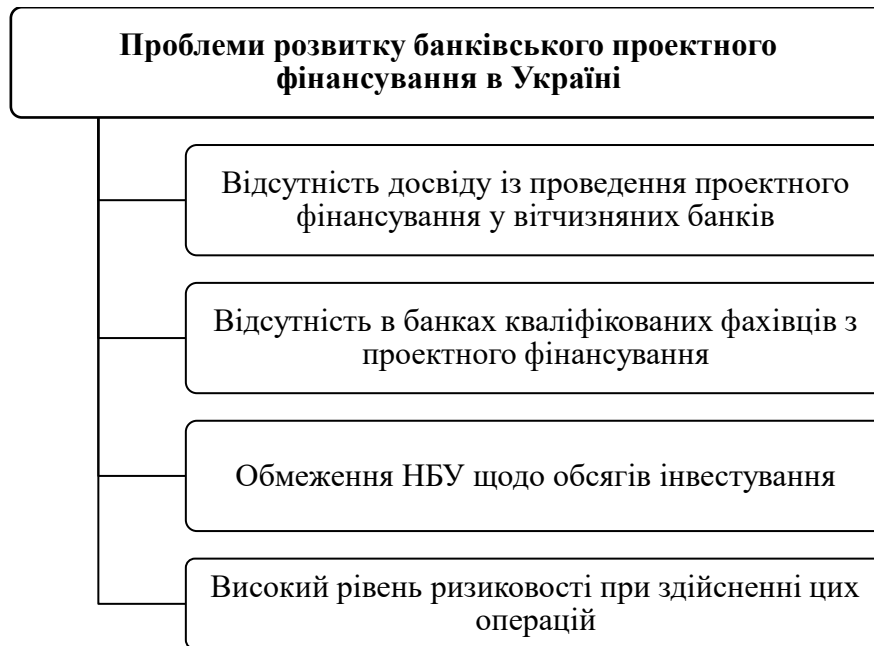 Проблеми розвитку банківського проектного
фінансування в Україні
Відсутність досвіду із проведення проектного
фінансування у вітчизняних банків
Відсутність в банках кваліфікованих фахівців з
проектного фінансування
Обмеження НБУ щодо обсягів інвестування
Високий рівень ризиковості при здійсненні цих
операцій